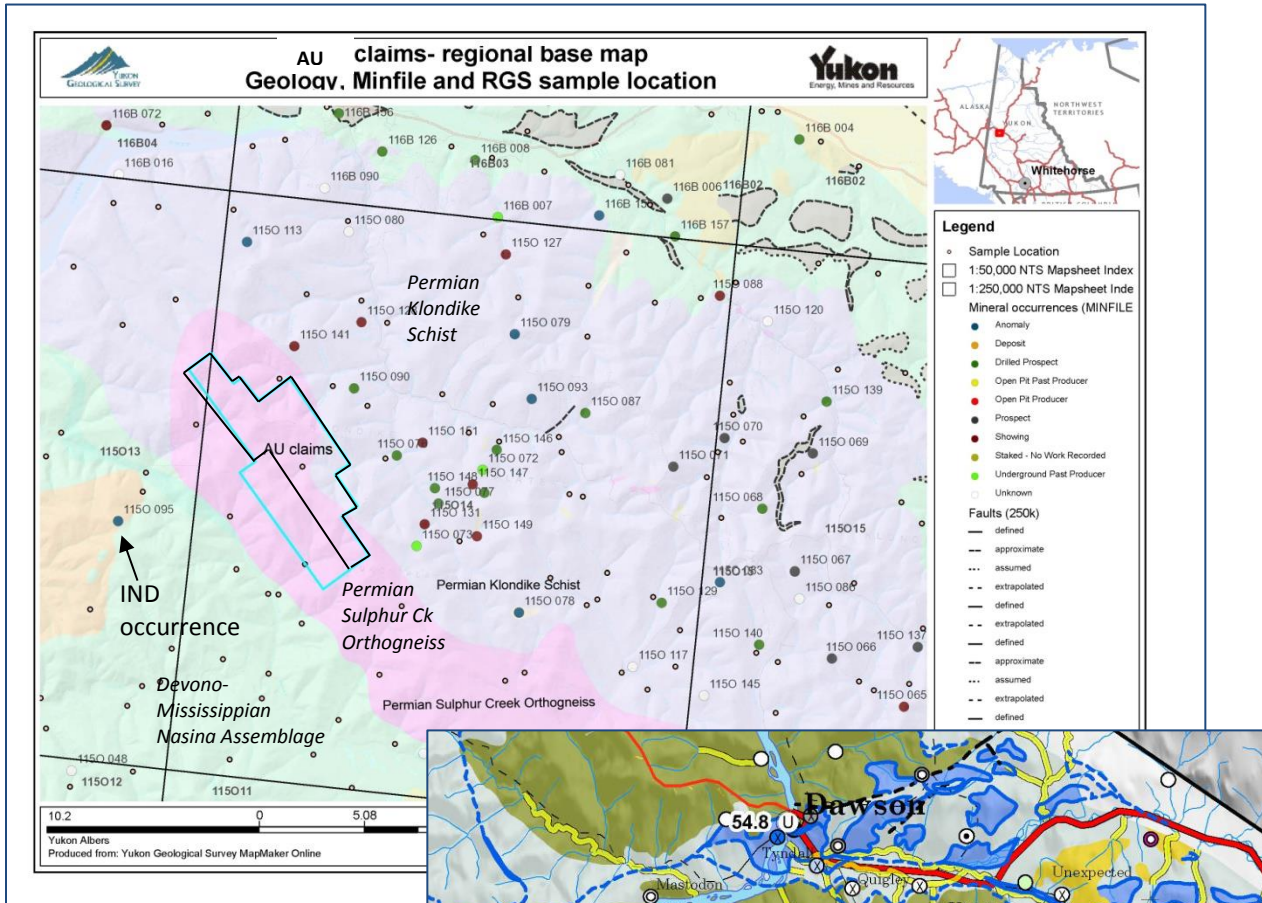 YUKON
GEOLOGICAL SURVEY
AU claims- regional base map
Geology, Minfile and RGS sample location
Yukon
Energy, Mines and Resources
ALASKA
NORTHWEST
TERRITORIES
YUKON
Whitehorse
116B 072
116B04
116B 016
116B 156
116B 126
116B 008
116B03
116B 090
116B 081
116B 004
116B02
116B 006
116B02
116B 007
116B 157
115O 080
115O 113
115O 127
Permian
Klondike
Schist
115O 088
115O 120
115O 141
115O 079
115O 090
115O 093
115O 087
115O 139
AU claims
115O 151
115O 146
115O 072
115O 147
115O 070
115O 071
115O 069
115O13
115O 095
115O 148
115O 077
115O14
115O 131
115O 149
115O 073
115O 068
115O15
IND
occurrence
Permian
Sulphur Ck
Orthogneiss
Permian Klondike Schist
115O 078
115O 067
115O 129
115O 140
115O 066
115O 137
115O 117
115O 145
115O 065
Permian Sulphur Creek Orthogneiss
Devono-
Mississippian
Nasina Assemblage
115O 048
115O12
115O11
Legend
Sample Location
1:50,000 NTS Mapsheet Index
1:250,000 NTS Mapsheet Inde
Mineral occurrences (MINFILE
Anomaly
Deposit
Drilled Prospect
Open Pit Past Producer
Open Pit Producer
Prospect
Showing
Staked - No Work Recorded
Underground Past Producer
Unknown
Faults (250k)
defined
approximate
assumed
extrapolated
defined
extrapolated
defined
approximate
assumed
extrapolated
defined
10.2 0 5.08
Yukon Albers
Produced from: Yukon Geological Survey MapMaker Online
Dawson
54.8 U
Mastodon
Quigley
Unexpected